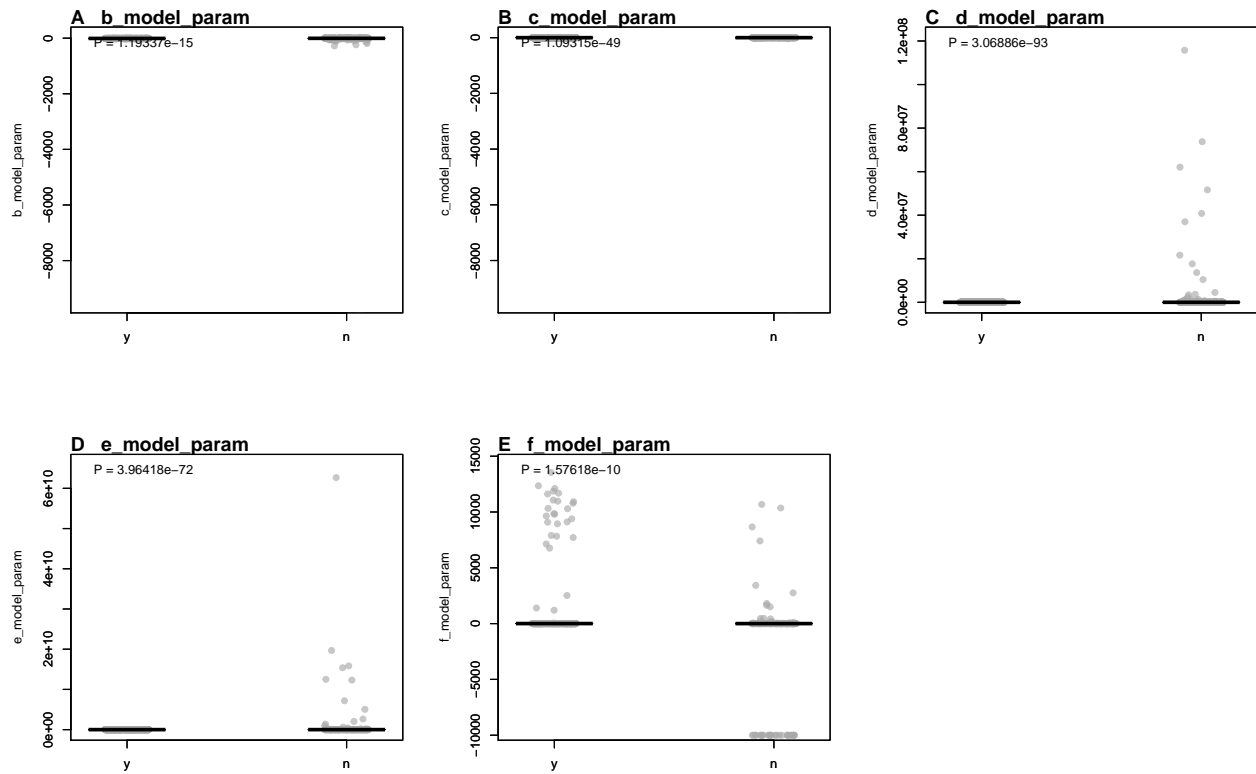 A b_model_param
P = 1.19337e−15
b_model_param
0
−2000
−4000
−6000
−8000
y n
B c_model_param
P = 1.09315e−49
c_model_param
0
−2000
−4000
−6000
−8000
y n
C d_model_param
P = 3.06886e−93
d_model_param
1.2e+08
8.0e+07
4.0e+07
0.0e+00
y n
D e_model_param
P = 3.96418e−72
e_model_param
6e+10
4e+10
2e+10
0e+00
y n
E f_model_param
P = 1.57618e−10
f_model_param
15000
10000
5000
0
−5000
−10000
y n